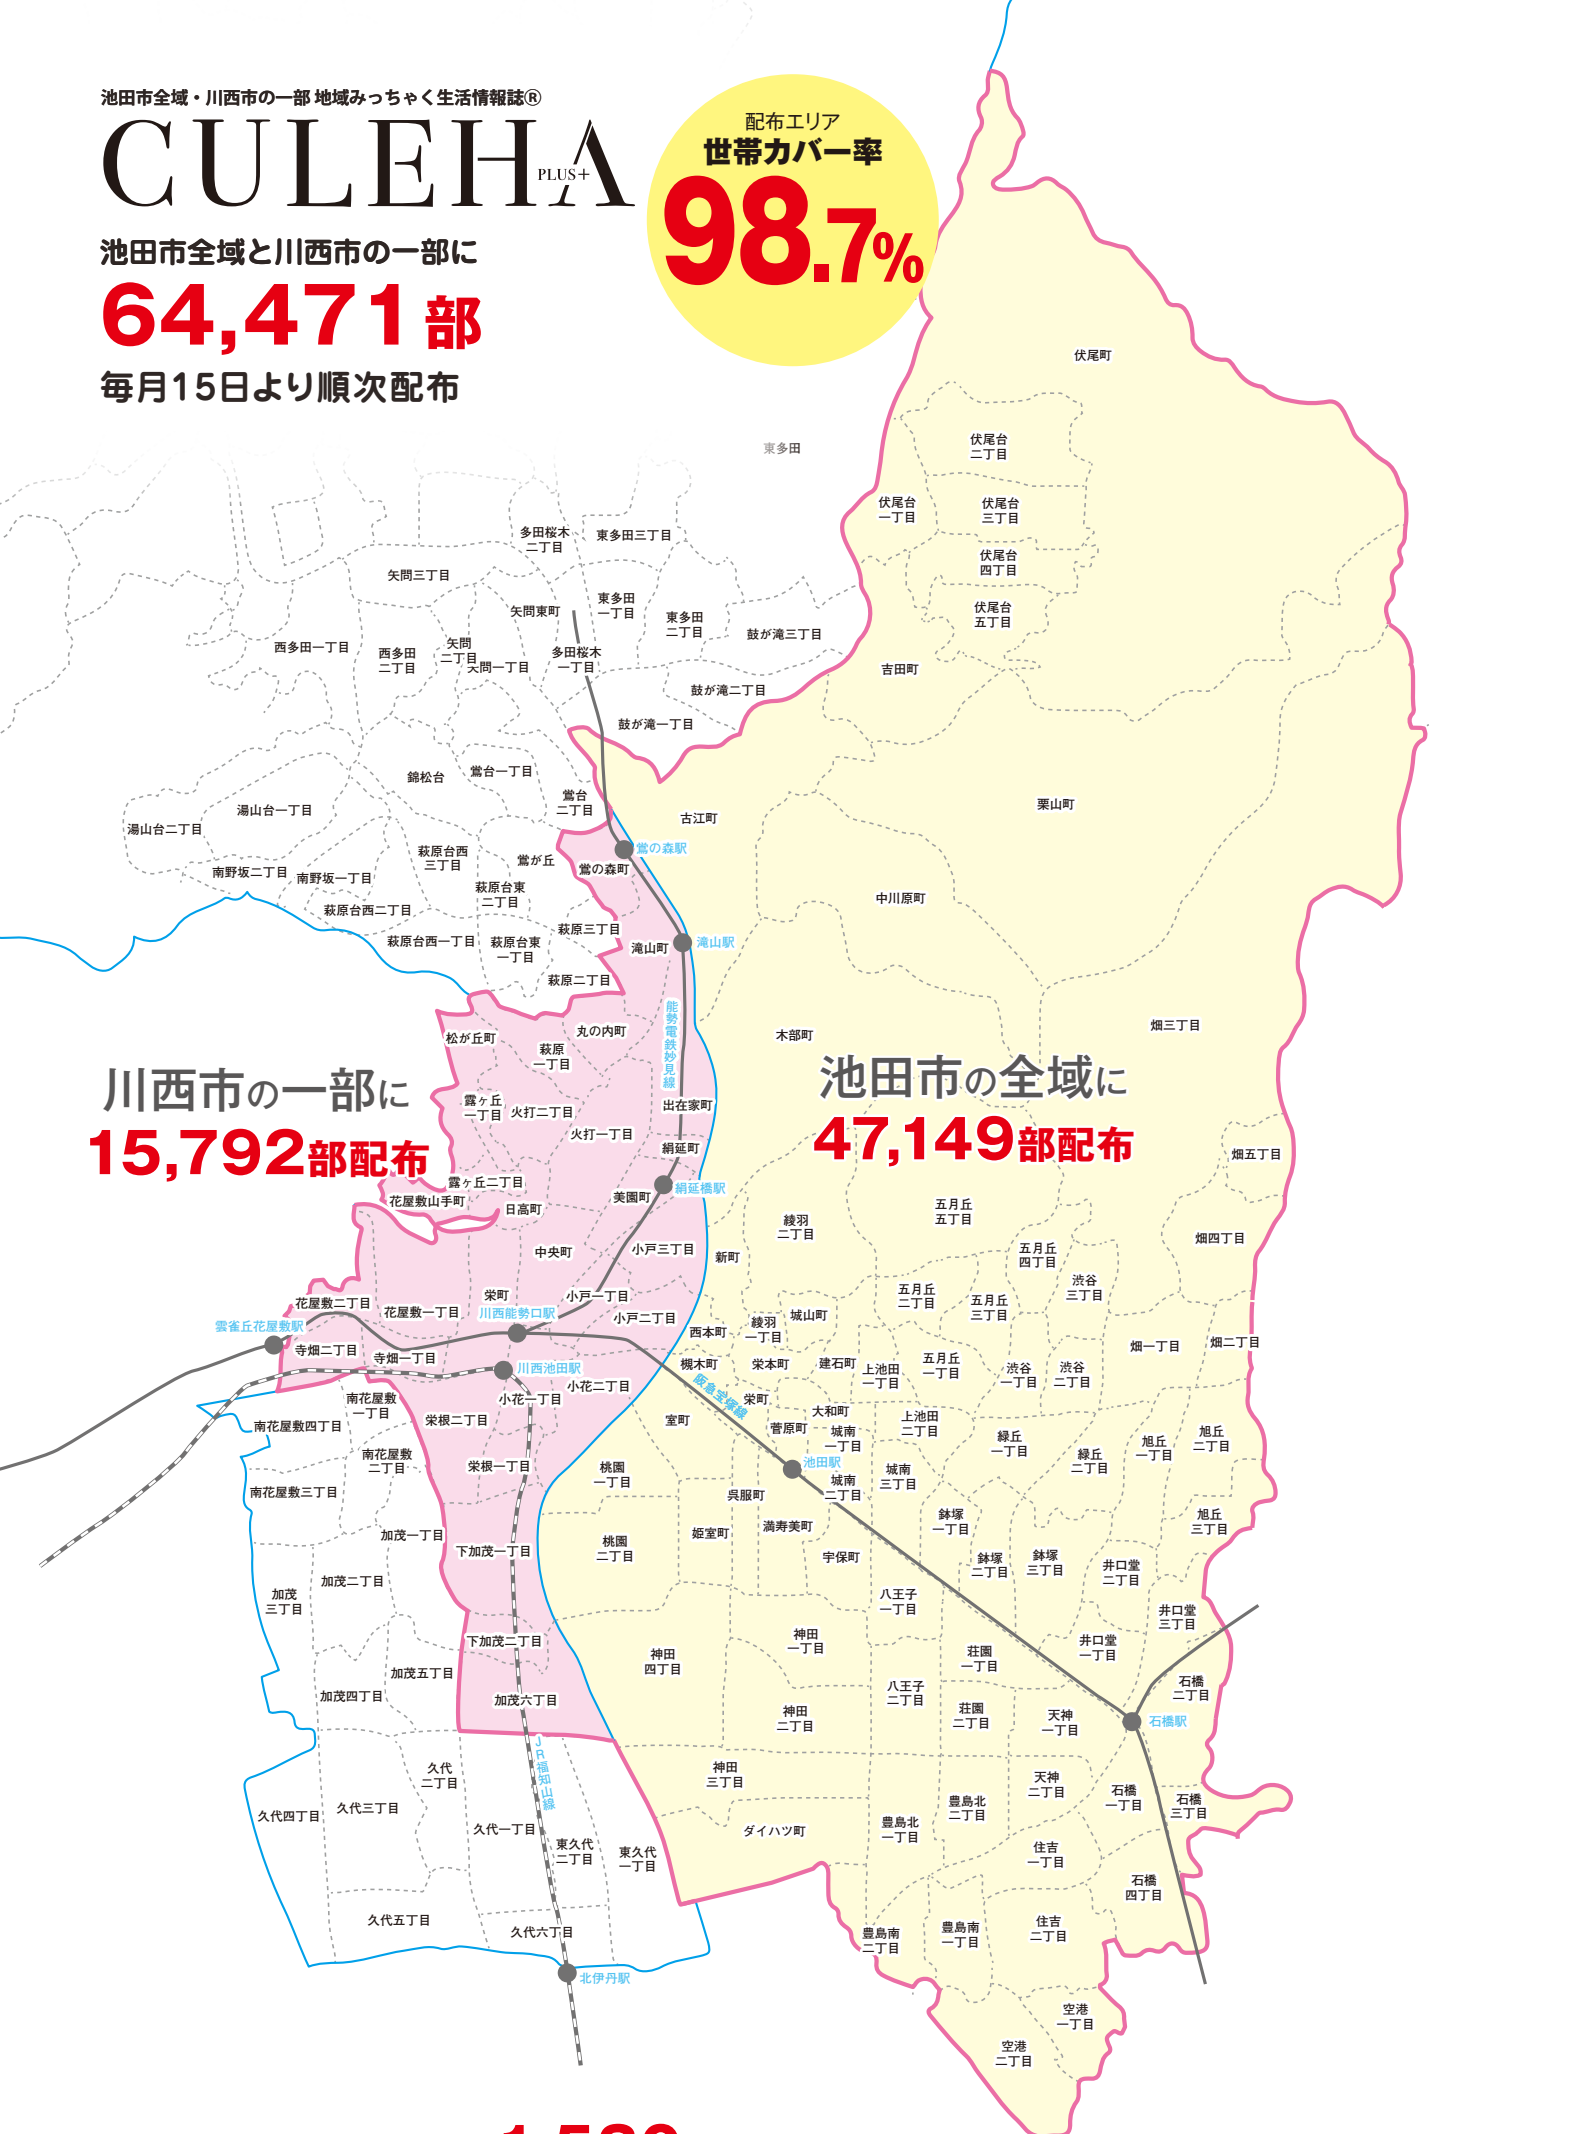 池田市全域・川西市の一部 地域みっちゃく生活情報誌®
CULEHA
PLUS+
池田市全域と川西市の一部に
64,471部
毎月15日より順次配布
配布エリア
世帯カバー率
98.7%
伏尾町
東多田
伏尾台
二丁目
伏尾台
一丁目
伏尾台
三丁目
伏尾台
四丁目
伏尾台
五丁目
吉田町
多田桜木
二丁目
東多田三丁目
矢問三丁目
矢問東町
東多田
一丁目
東多田
二丁目
鼓が滝三丁目
西多田一丁目
西多田
二丁目
矢問
二丁目
矢問一丁目
多田桜木
一丁目
鼓が滝二丁目
鼓が滝一丁目
錦松台
鶯台一丁目
鶯台
二丁目
湯山台一丁目
湯山台二丁目
古江町
栗山町
鶯の森駅
萩原台西
三丁目
鶯が丘
鶯の森町
南野坂二丁目
南野坂一丁目
萩原台東
二丁目
中川原町
萩原台西二丁目
萩原三丁目
萩原台西一丁目
萩原台東
一丁目
滝山町
滝山駅
萩原二丁目
能勢電鉄妙見線
松が丘町
丸の内町
萩原
一丁目
木部町
畑三丁目
川西市の一部に
15,792部配布
池田市の全域に
47,149部配布
露ヶ丘
一丁目
火打二丁目
出在家町
火打一丁目
絹延町
畑五丁目
露ヶ丘二丁目
花屋敷山手町
日高町
美園町
絹延橋駅
五月丘
五丁目
綾羽
二丁目
畑四丁目
中央町
小戸三丁目
新町
五月丘
四丁目
渋谷
三丁目
栄町
小戸一丁目
五月丘
二丁目
五月丘
三丁目
花屋敷二丁目
花屋敷一丁目
川西能勢口駅
小戸二丁目
城山町
綾羽
一丁目
雲雀丘花屋敷駅
西本町
畑一丁目
畑二丁目
寺畑二丁目
寺畑一丁目
川西池田駅
槻木町
栄本町
建石町
上池田
一丁目
五月丘
一丁目
渋谷
一丁目
渋谷
二丁目
小花二丁目
小花一丁目
阪急宝塚線
栄町
南花屋敷
一丁目
南花屋敷四丁目
栄根二丁目
室町
大和町
菅原町
城南
一丁目
上池田
二丁目
緑丘
一丁目
緑丘
二丁目
旭丘
一丁目
旭丘
二丁目
南花屋敷
二丁目
栄根一丁目
桃園
一丁目
池田駅
城南
二丁目
城南
三丁目
南花屋敷三丁目
呉服町
加茂一丁目
下加茂一丁目
桃園
二丁目
姫室町
満寿美町
宇保町
鉢塚
一丁目
旭丘
三丁目
鉢塚
二丁目
鉢塚
三丁目
井口堂
二丁目
加茂二丁目
加茂
三丁目
八王子
一丁目
井口堂
三丁目
下加茂二丁目
神田
一丁目
神田
四丁目
荘園
一丁目
井口堂
一丁目
加茂五丁目
加茂四丁目
加茂六丁目
八王子
二丁目
石橋
二丁目
神田
二丁目
荘園
二丁目
天神
一丁目
石橋駅
JR福知山線
久代
二丁目
神田
三丁目
天神
二丁目
石橋
一丁目
石橋
三丁目
久代三丁目
久代四丁目
久代一丁目
ダイハツ町
豊島北
一丁目
豊島北
二丁目
東久代
二丁目
東久代
一丁目
住吉
一丁目
石橋
四丁目
久代五丁目
久代六丁目
豊島南
二丁目
豊島南
一丁目
住吉
二丁目
北伊丹駅
空港
一丁目
空港
二丁目